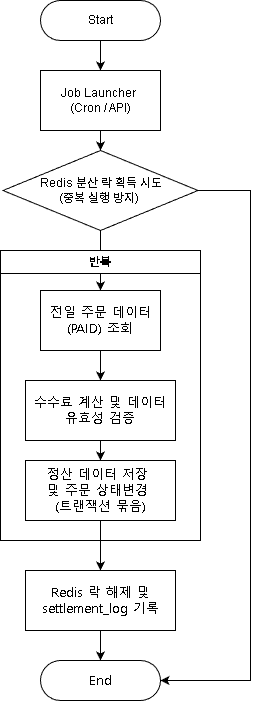 Start
Job Launcher
(Cron / API)
Redis 분산 락 획득 시도
(중복 실행 방지)
반복
전일 주문 데이터
(PAID) 조회
수수료 계산 및 데이터
유효성 검증
정산 데이터 저장
및 주문 상태변경
(트랜잭션 묶음)
Redis 락 해제 및
settlement_log 기록
End